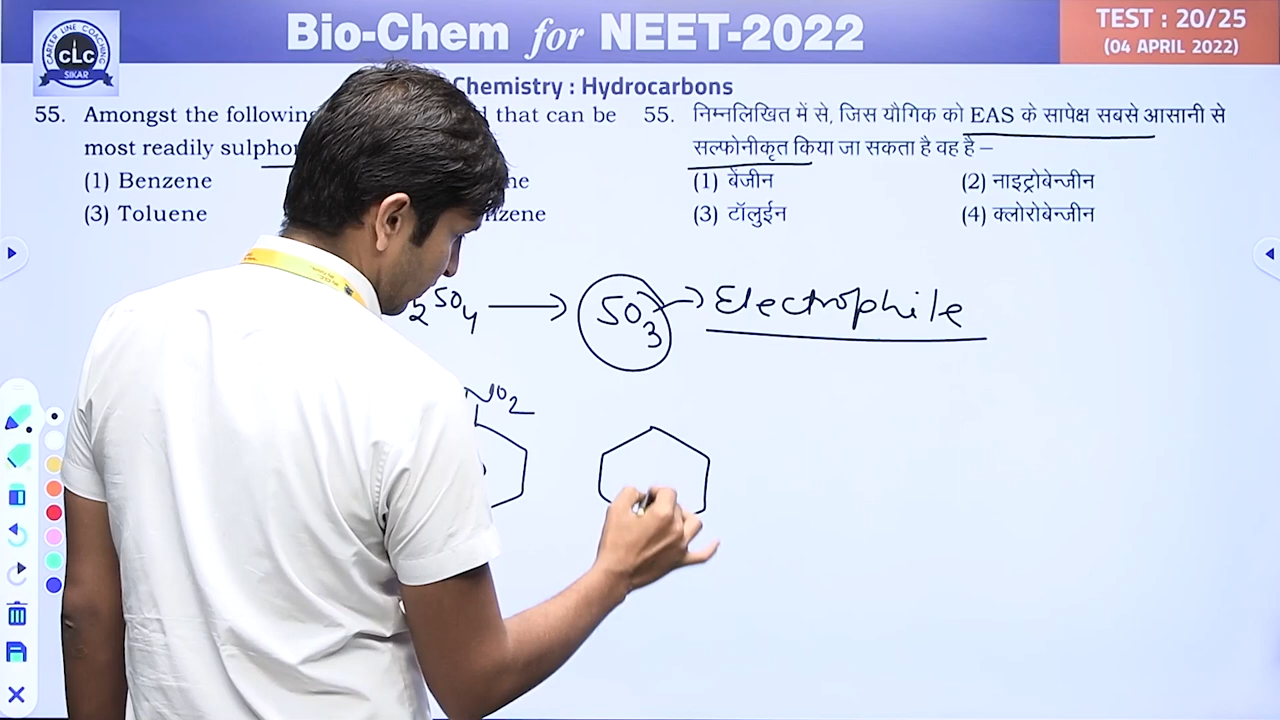 Bio-Chem for NEET-2022
TEST : 20/25
(04 APRIL 2022)
CAREER LINE COACHING
CLC
SIKAR
Chemistry : Hydrocarbons
55. Amongst the following that can be
most readily
(1) Benzene
(3) Toluene
55. निम्नलिखित में से, जिस यौगिक को EAS के सापेक्ष सबसे आसानी से
सल्फोनीकृत किया जा सकता है वह है –
(1) बेंजीन (2) नाइट्रोबेन्जीन
(3) टॉलुईन (4) क्लोरोबेन्जीन
2SO4 → SO3 → Electrophile
NO2